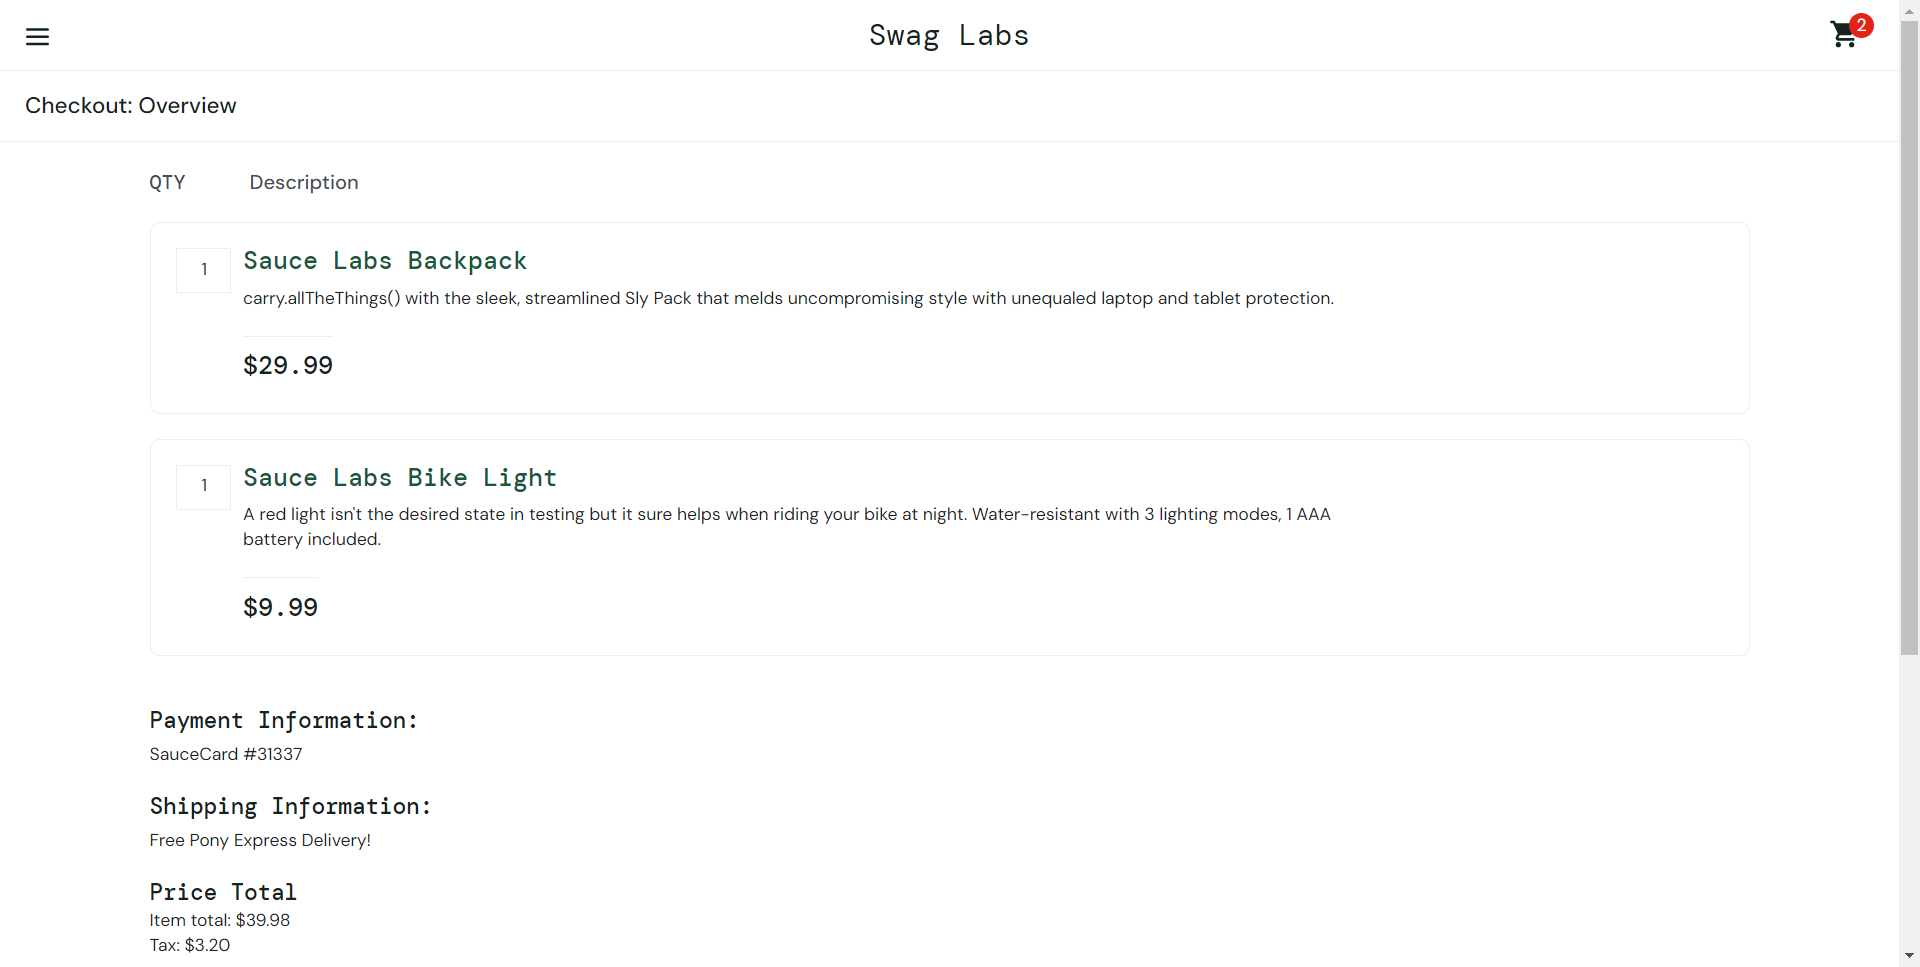 Swag Labs
2
Checkout: Overview
QTY Description
1
Sauce Labs Backpack
carry.allTheThings() with the sleek, streamlined Sly Pack that melds uncompromising style with unequaled laptop and tablet protection.
$29.99
1
Sauce Labs Bike Light
A red light isn't the desired state in testing but it sure helps when riding your bike at night. Water-resistant with 3 lighting modes, 1 AAA
battery included.
$9.99
Payment Information:
SauceCard #31337
Shipping Information:
Free Pony Express Delivery!
Price Total
Item total: $39.98
Tax: $3.20